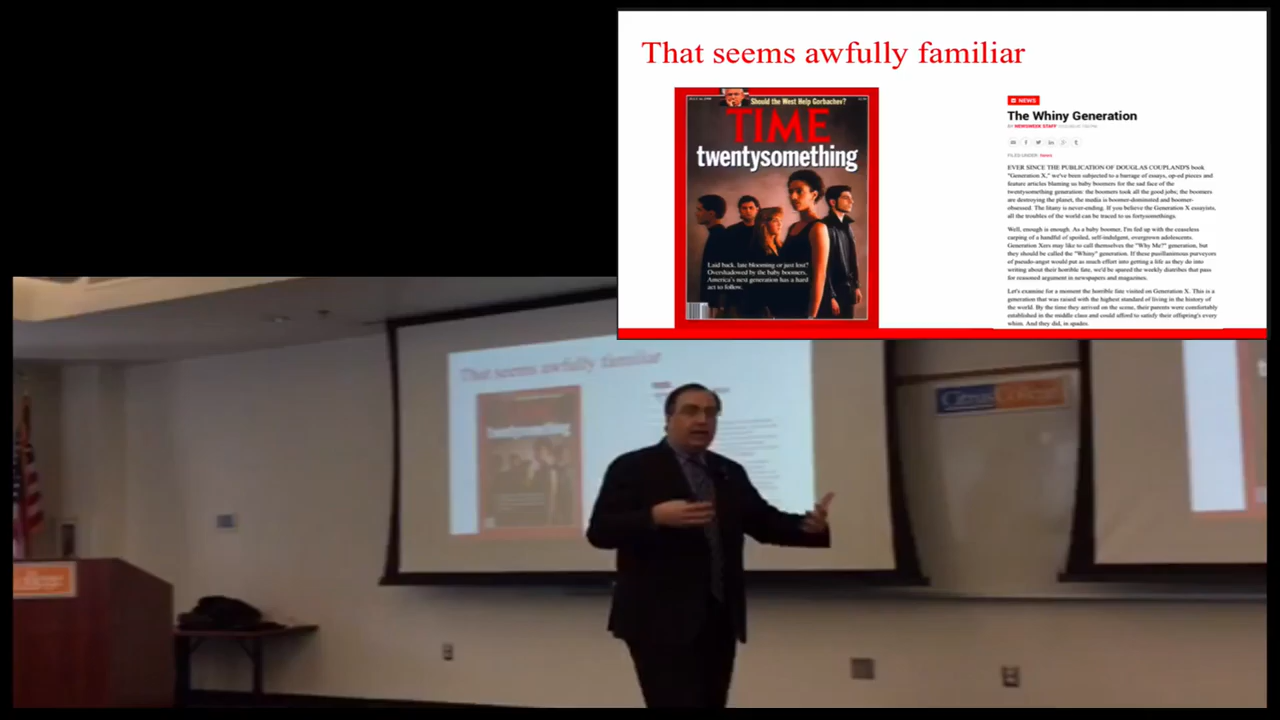 That seems awfully familiar
Should the West Help Gorbachev?
TIME
twentysomething
Laid back, late blooming or just lost?
Overshadowed by the baby boomers,
America's next generation has a hard
act to follow.
NEWS
The Whiny Generation
BY NEWSWEEK STAFF
FILED UNDER: News
EVER SINCE THE PUBLICATION OF DOUGLAS COUPLAND'S book
"Generation X," we've been subjected to a barrage of essays, op-ed pieces and
feature articles blaming us baby boomers for the sad face of the
twentysomething generation: the boomers took all the good jobs; the boomers
are destroying the planet, the media is boomer-dominated and boomer-
obsessed. The litany is never-ending. If you believe the Generation X essayists,
all the troubles of the world can be traced to us fortysomethings.
Well, enough is enough. As a baby boomer, I'm fed up with the ceaseless
carping of a handful of spoiled, self-indulgent, overgrown adolescents.
Generation Xers may like to call themselves the "Why Me?" generation, but
they should be called the "Whiny" generation. If these pusillanimous purveyors
of pseudo-angst would put as much effort into getting a life as they do into
writing about their horrible fate, we'd be spared the weekly diatribes that pass
for reasoned argument in newspapers and magazines.
Let's examine for a moment the horrible fate visited on Generation X. This is a
generation that was raised with the highest standard of living in the history of
the world. By the time they arrived on the scene, their parents were comfortably
established in the middle class and could afford to satisfy their offspring's every
whim. And they did, in spades.
That seems awfully familiar
twentysomething